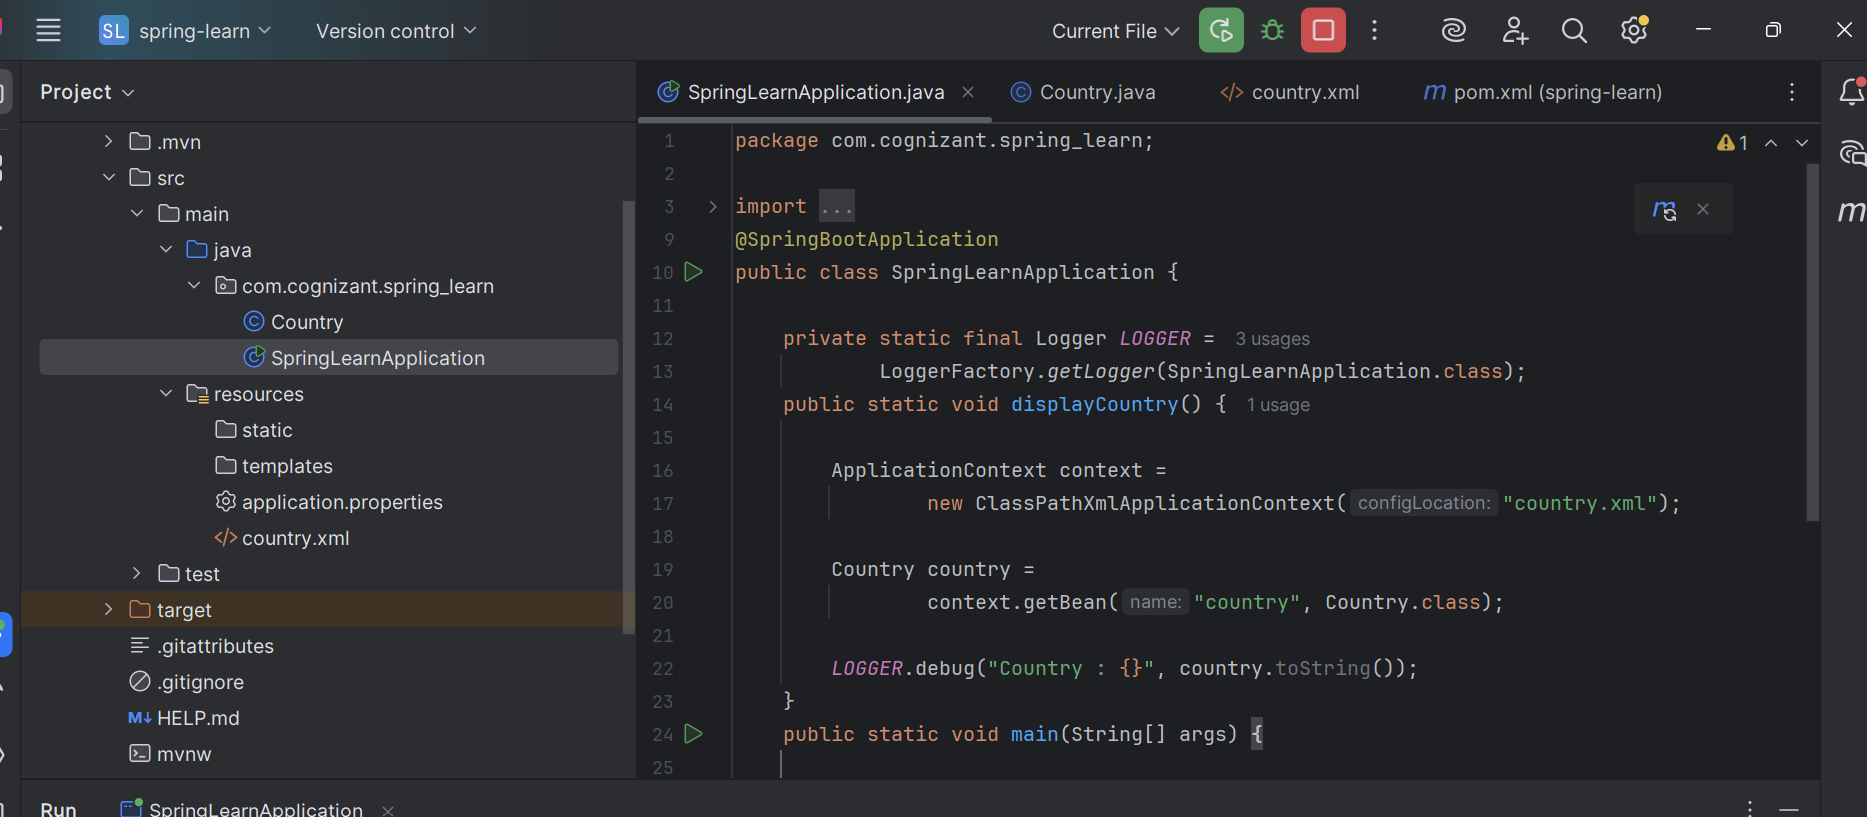 SL spring-learn Version control Current File
Project
SpringLearnApplication.java Country.java </> country.xml m pom.xml (spring-learn)
.mvn
src
main
java
com.cognizant.spring_learn
Country
SpringLearnApplication
resources
static
templates
application.properties
</> country.xml
test
target
.gitattributes
.gitignore
M↓ HELP.md
mvnw
1 package com.cognizant.spring_learn; 1
2
3 import ...
9 @SpringBootApplication
10 public class SpringLearnApplication {
11
12 private static final Logger LOGGER = 3 usages
13 LoggerFactory.getLogger(SpringLearnApplication.class);
14 public static void displayCountry() { 1 usage
15
16 ApplicationContext context =
17 new ClassPathXmlApplicationContext( configLocation: "country.xml");
18
19 Country country =
20 context.getBean( name: "country", Country.class);
21
22 LOGGER.debug("Country : {}", country.toString());
23 }
24 public static void main(String[] args) {
25
Run SpringLearnApplication